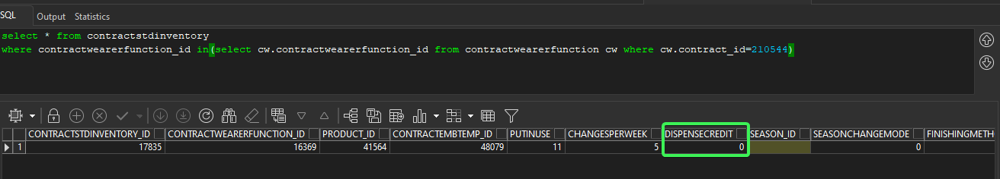 SQL Output Statistics
select * from contractstdinventory
where contractwearerfunction_id in(select cw.contractwearerfunction_id from contractwearerfunction cw where cw.contract_id=210544)
CONTRACTSTDINVENTORY_ID CONTRACTWEARERFUNCTION_ID PRODUCT_ID CONTRACTEMBTEMP_ID PUTINUSE CHANGESPERWEEK DISPENSECREDIT SEASON_ID SEASONCHANGEMODE FINISHINGMETH
1 17835 16369 41564 48079 11 5 0 0